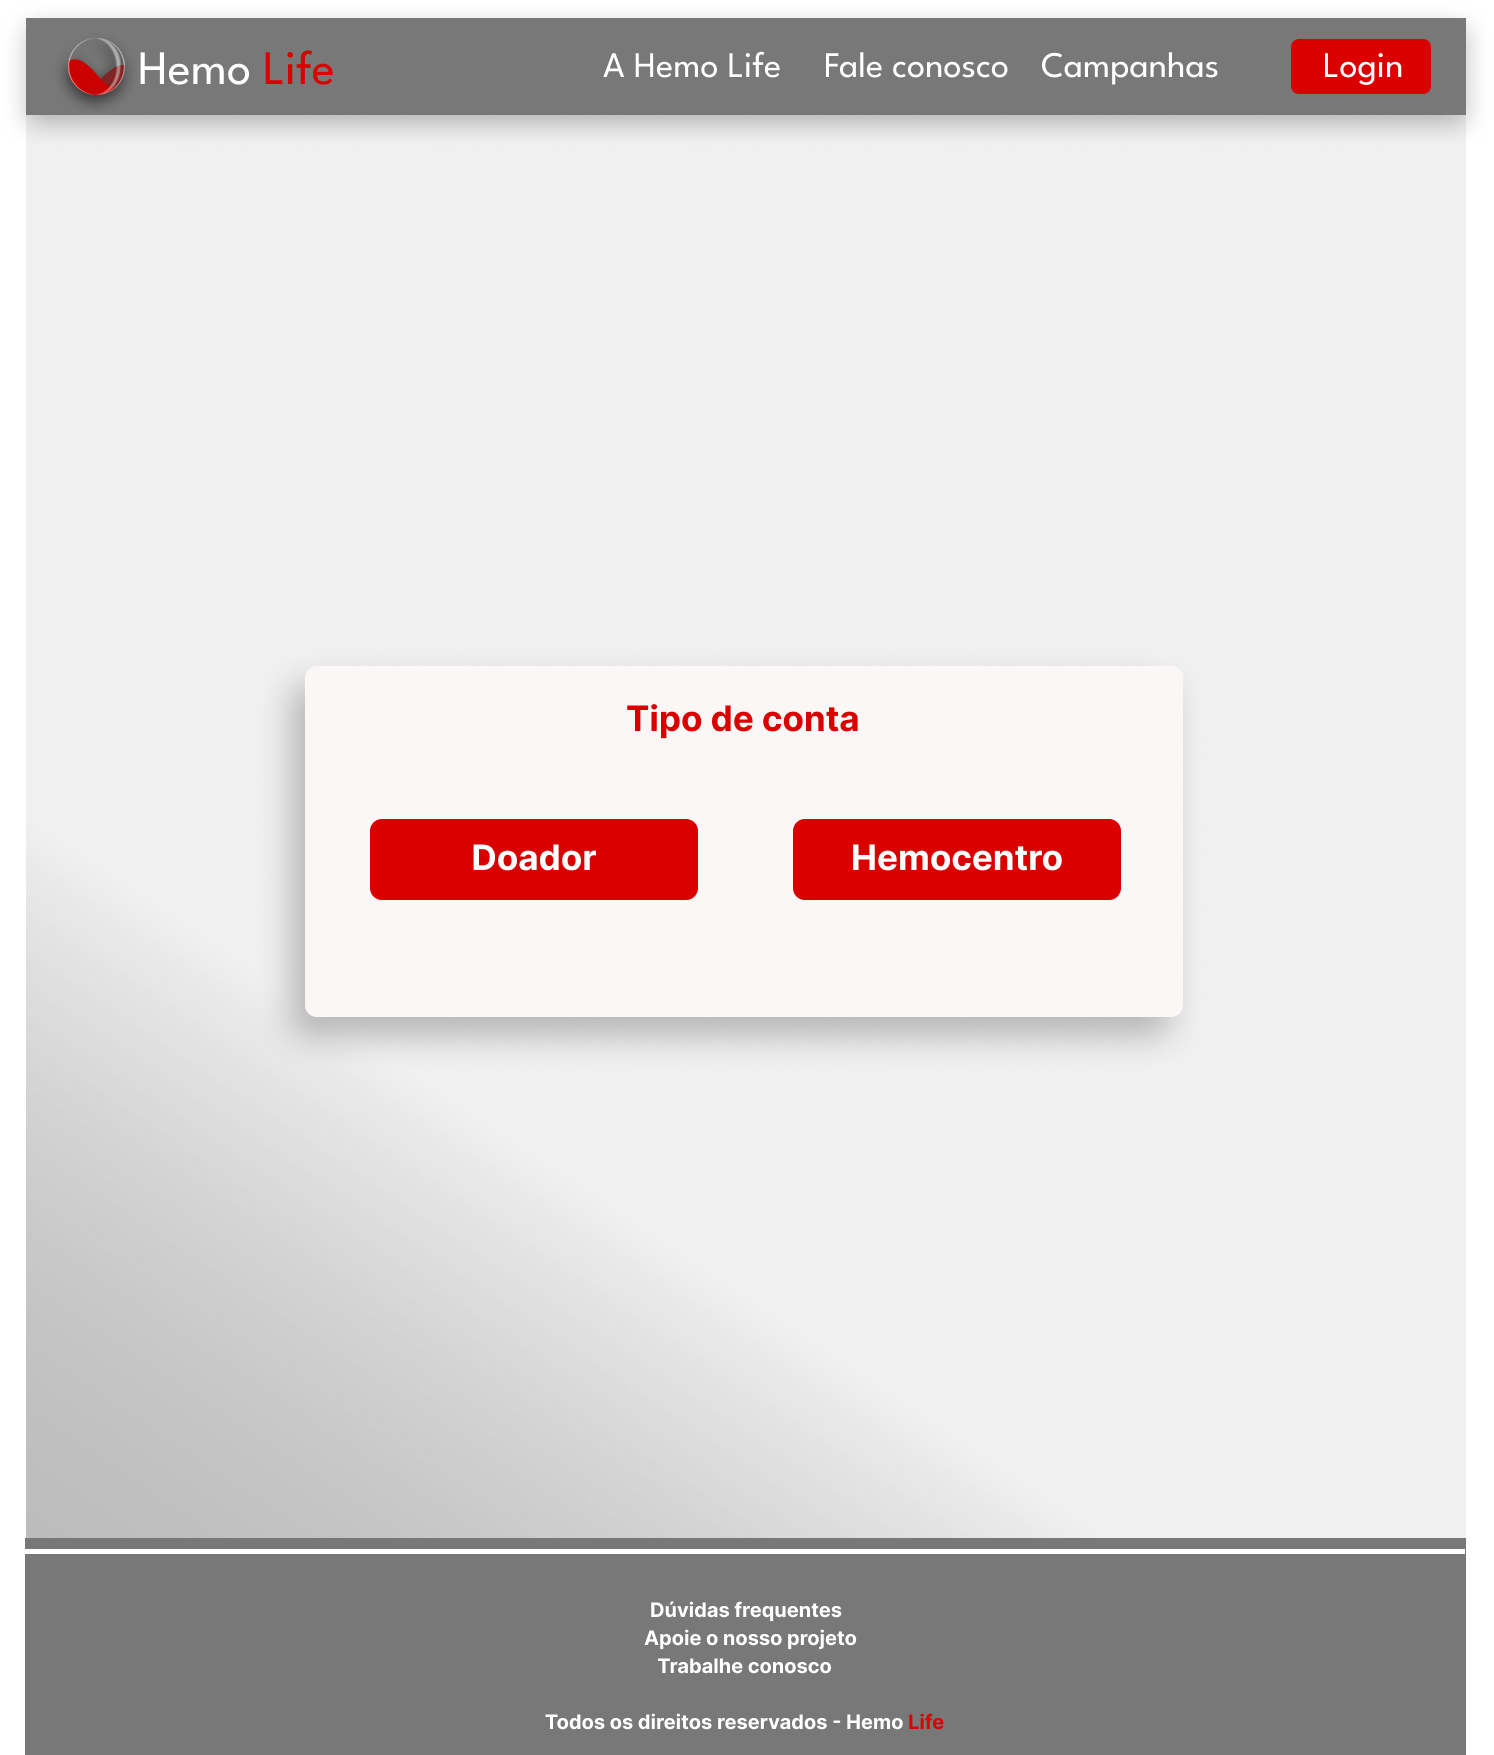 Hemo Life
A Hemo Life
Fale conosco
Campanhas
Login
Tipo de conta
Doador
Hemocentro
Dúvidas frequentes
Apoie o nosso projeto
Trabalhe conosco
Todos os direitos reservados - Hemo Life